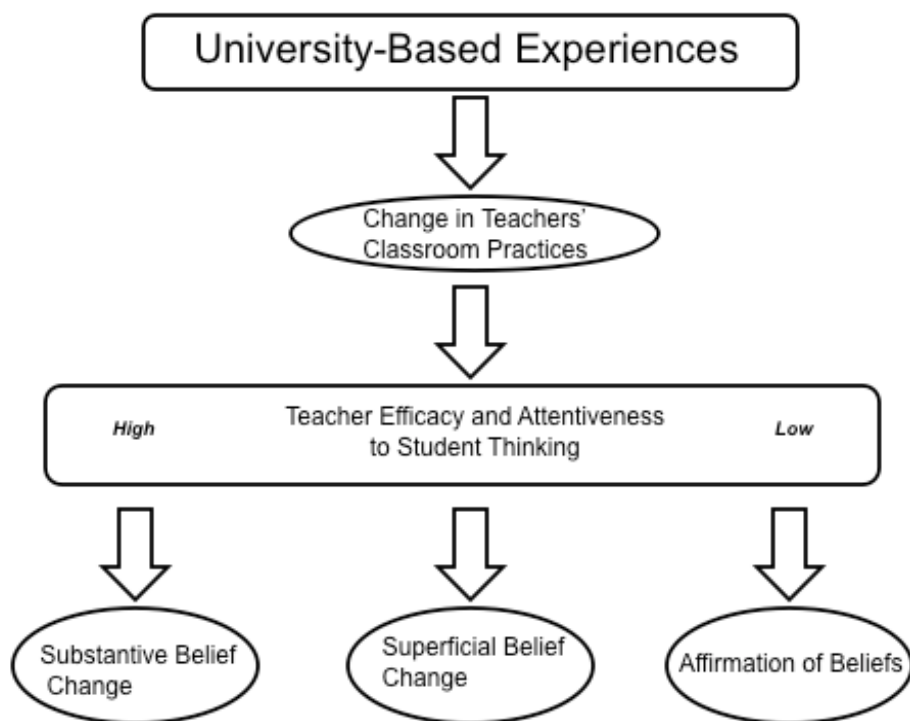 University-Based Experiences
Change in Teachers’
Classroom Practices
High
Teacher Efficacy and Attentiveness
to Student Thinking
Low
Substantive Belief
Change
Superficial Belief
Change
Affirmation of Beliefs